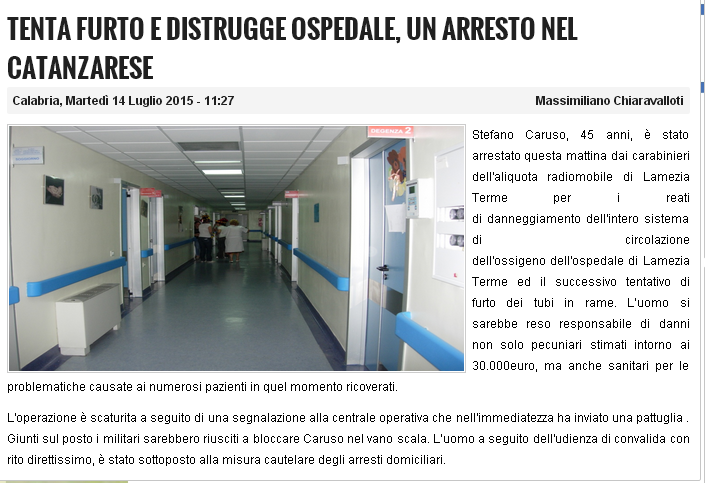 TENTA FURTO E DISTRUGGE OSPEDALE, UN ARRESTO NEL
CATANZARESE
Calabria, Martedì 14 Luglio 2015 - 11:27 Massimiliano Chiaravalloti
DEGENZA 2
Stefano Caruso, 45 anni, è stato
arrestato questa mattina dai carabinieri
dell'aliquota radiomobile di Lamezia
Terme per i reati
di danneggiamento dell'intero sistema
di circolazione
dell'ossigeno dell'ospedale di Lamezia
Terme ed il successivo tentativo di
furto dei tubi in rame. L'uomo si
sarebbe reso responsabile di danni
non solo pecuniari stimati intorno ai
30.000euro, ma anche sanitari per le
problematiche causate ai numerosi pazienti in quel momento ricoverati.
L'operazione è scaturita a seguito di una segnalazione alla centrale operativa che nell'immediatezza ha inviato una pattuglia .
Giunti sul posto i militari sarebbero riusciti a bloccare Caruso nel vano scala. L'uomo a seguito dell'udienza di convalida con
rito direttissimo, è stato sottoposto alla misura cautelare degli arresti domiciliari.